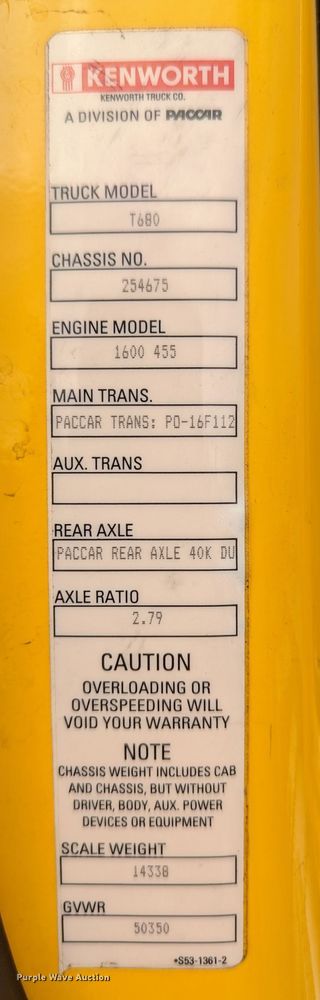 KENWORTH
KENWORTH TRUCK CO.
A DIVISION OF PACCAR
TRUCK MODEL
T680
CHASSIS NO.
254675
ENGINE MODEL
1600 455
MAIN TRANS.
PACCAR TRANS: PO-16F112
AUX. TRANS
REAR AXLE
PACCAR REAR AXLE 40K DU
AXLE RATIO
2.79
CAUTION
OVERLOADING OR
OVERSPEEDING WILL
VOID YOUR WARRANTY
NOTE
CHASSIS WEIGHT INCLUDES CAB
AND CHASSIS, BUT WITHOUT
DRIVER, BODY, AUX. POWER
DEVICES OR EQUIPMENT
SCALE WEIGHT
14338
GVWR
50350
•S53-1361-2
Purple Wave Auction